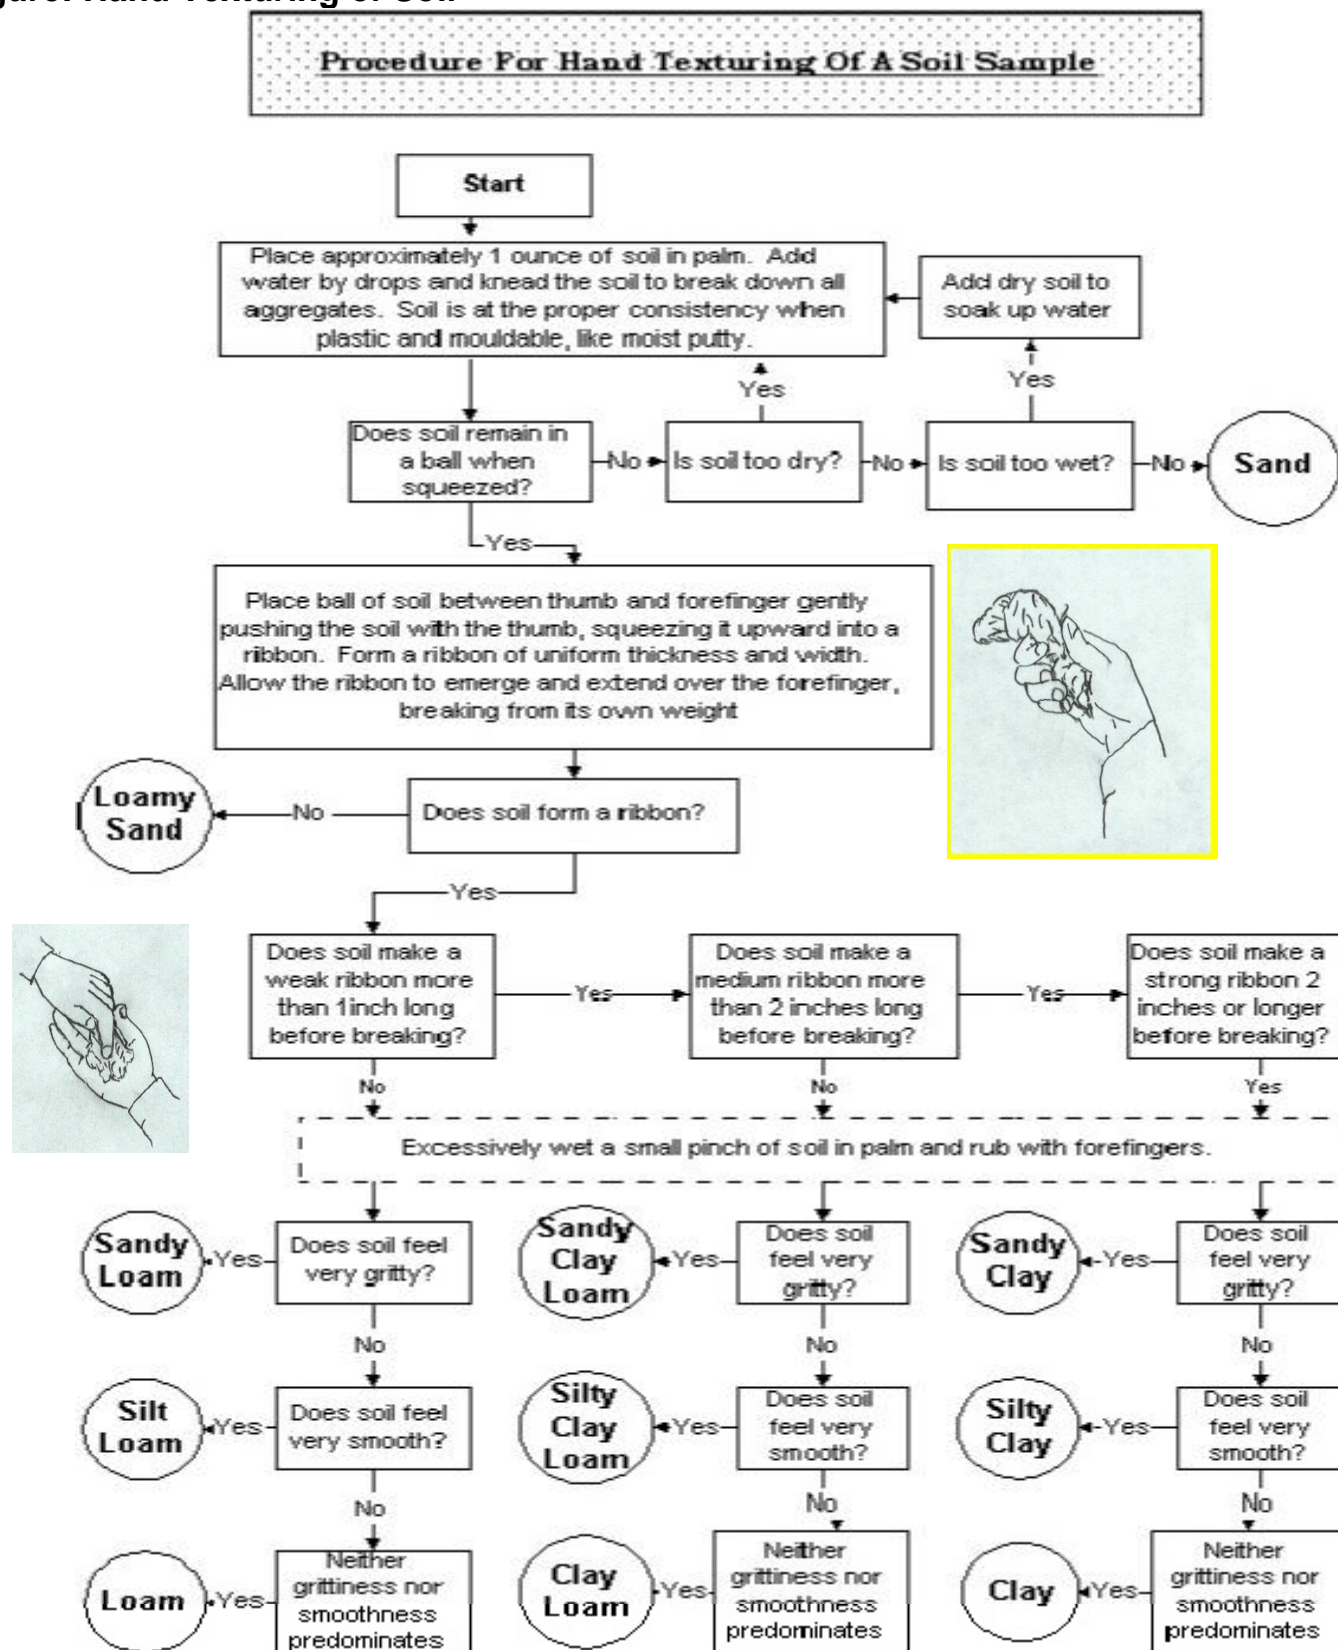 Procedure For Hand Texturing Of A Soil Sample
Start
Place approximately 1 ounce of soil in palm. Add
water by drops and knead the soil to break down all
aggregates. Soil is at the proper consistency when
plastic and mouldable, like moist putty.
Add dry soil to
soak up water
Yes
Yes
Does soil remain in
a ball when
squeezed?
No
Is soil too dry?
No
Is soil too wet?
No
Sand
Yes
Place ball of soil between thumb and forefinger gently
pushing the soil with the thumb, squeezing it upward into a
ribbon. Form a ribbon of uniform thickness and width.
Allow the ribbon to emerge and extend over the forefinger,
breaking from its own weight
Loamy
Sand
No
Does soil form a ribbon?
Yes
Does soil make a
weak ribbon more
than 1inch long
before breaking?
Yes
Does soil make a
medium ribbon more
than 2 inches long
before breaking?
Yes
Does soil make a
strong ribbon 2
inches or longer
before breaking?
No
No
Yes
Excessively wet a small pinch of soil in palm and rub with forefingers.
Sandy
Loam
Yes
Does soil feel
very gritty?
Sandy
Clay
Loam
Yes
Does soil
feel very
gritty?
Sandy
Clay
Yes
Does soil
feel very
gritty?
No
No
No
Silt
Loam
Yes
Does soil feel
very smooth?
Silty
Clay
Loam
Yes
Does soil
feel very
smooth?
Silty
Clay
Yes
Does soil
feel very
smooth?
No
No
No
Loam
Yes
Neither
grittiness nor
smoothness
predominates
Clay
Loam
Yes
Neither
grittiness nor
smoothness
predominates
Clay
Yes
Neither
grittiness nor
smoothness
predominates